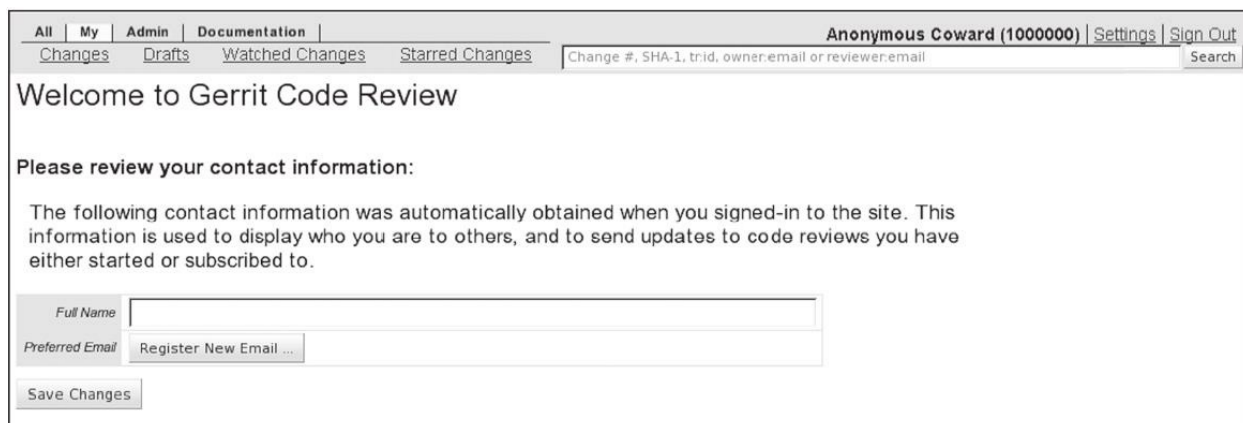 All My Admin Documentation Anonymous Coward (1000000) Settings Sign Out
Changes Drafts Watched Changes Starred Changes Change #, SHA-1, tr:id, owner:email or reviewer:email Search
Welcome to Gerrit Code Review
Please review your contact information:
The following contact information was automatically obtained when you signed-in to the site. This
information is used to display who you are to others, and to send updates to code reviews you have
either started or subscribed to.
Full Name
Preferred Email Register New Email ...
Save Changes